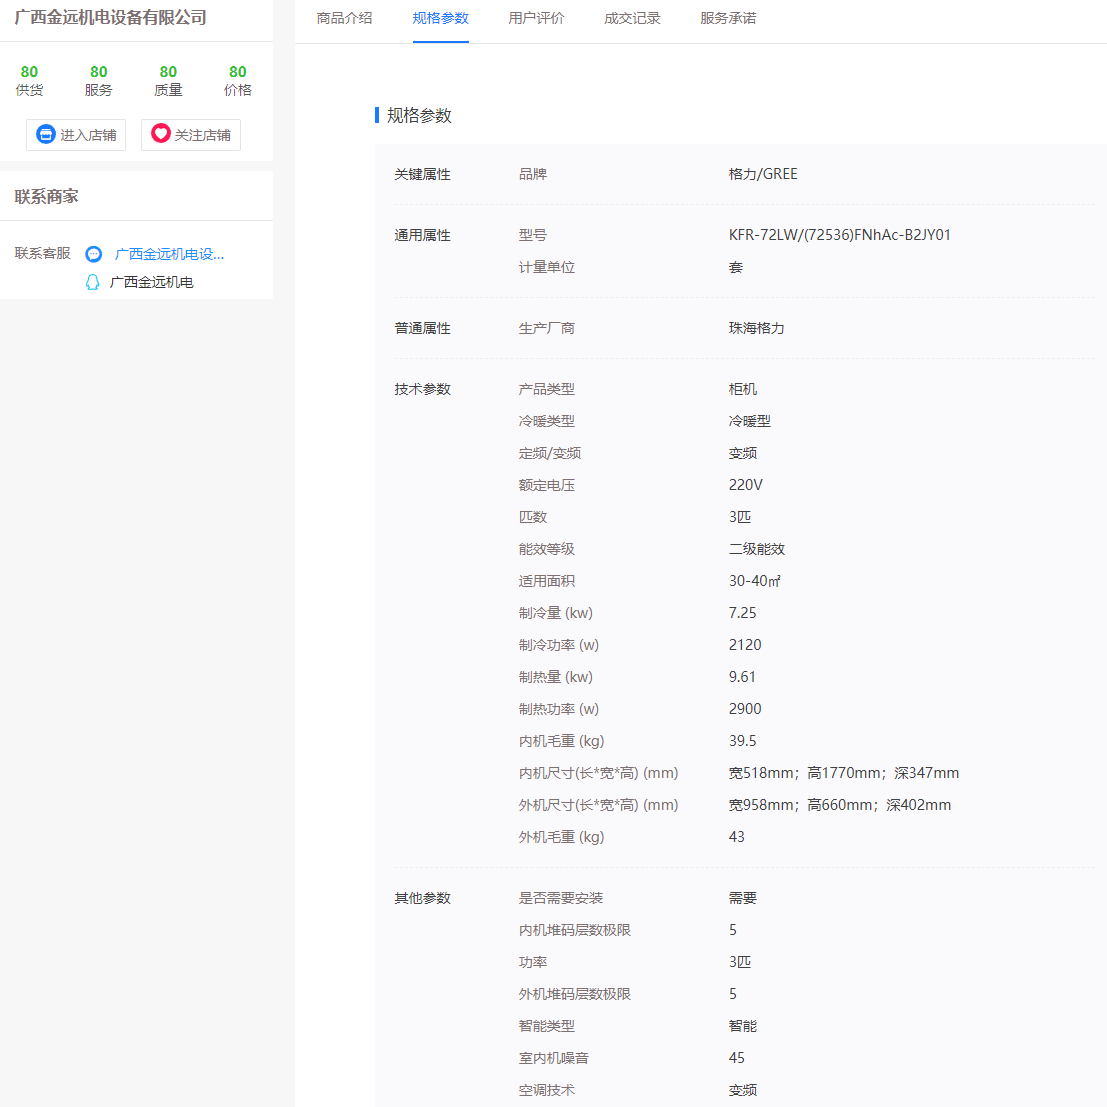 广西金远机电设备有限公司
80 80 80 80
供货 服务 质量 价格
进入店铺 关注店铺
联系商家
联系客服 广西金远机电设...
广西金远机电
商品介绍 规格参数 用户评价 成交记录 服务承诺
规格参数
关键属性 品牌 格力/GREE
通用属性 型号 KFR-72LW/(72536)FNhAc-B2JY01
计量单位 套
普通属性 生产厂商 珠海格力
技术参数 产品类型 柜机
冷暖类型 冷暖型
定频/变频 变频
额定电压 220V
匹数 3匹
能效等级 二级能效
适用面积 30-40㎡
制冷量 (kw) 7.25
制冷功率 (w) 2120
制热量 (kw) 9.61
制热功率 (w) 2900
内机毛重 (kg) 39.5
内机尺寸(长*宽*高) (mm) 宽518mm；高1770mm；深347mm
外机尺寸(长*宽*高) (mm) 宽958mm；高660mm；深402mm
外机毛重 (kg) 43
其他参数 是否需要安装 需要
内机堆码层数极限 5
功率 3匹
外机堆码层数极限 5
智能类型 智能
室内机噪音 45
空调技术 变频